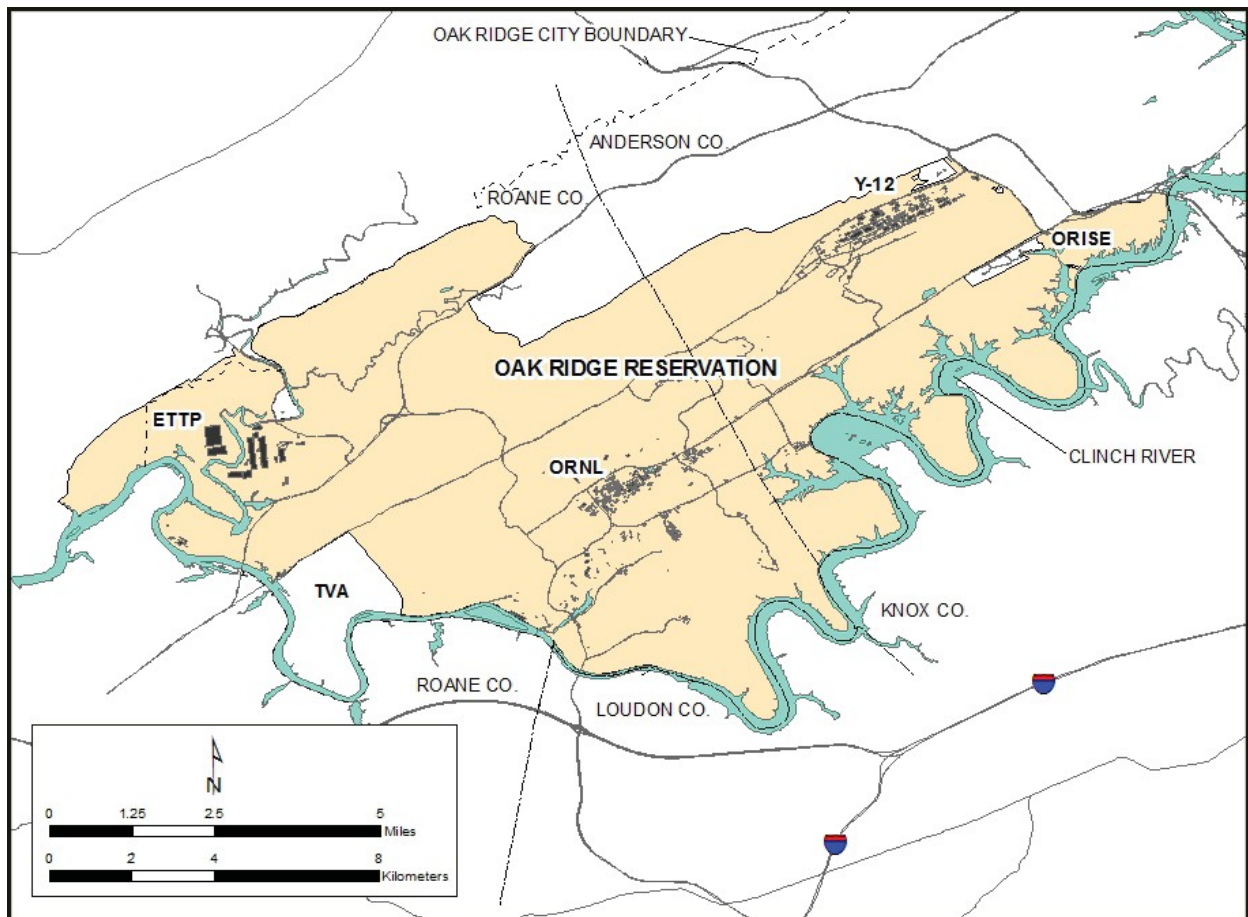 OAK RIDGE CITY BOUNDARY
ANDERSON CO.
ROANE CO.
Y-12
ORISE
OAK RIDGE RESERVATION
ETTP
ORNL
CLINCH RIVER
TVA
KNOX CO.
ROANE CO.
LOUDON CO.
N
0 1.25 2.5 5
Miles
0 2 4 8
Kilometers